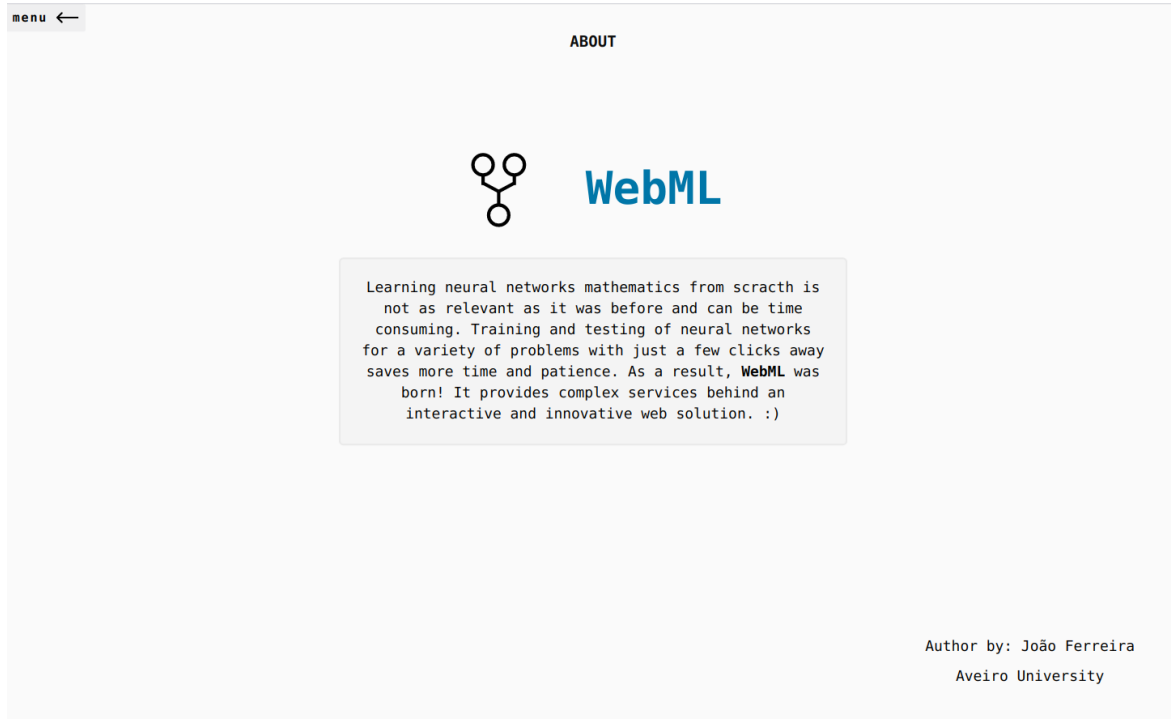 menu
ABOUT
WebML
Learning neural networks mathematics from scracth is
not as relevant as it was before and can be time
consuming. Training and testing of neural networks
for a variety of problems with just a few clicks away
saves more time and patience. As a result, WebML was
born! It provides complex services behind an
interactive and innovative web solution. :)
Author by: João Ferreira
Aveiro University